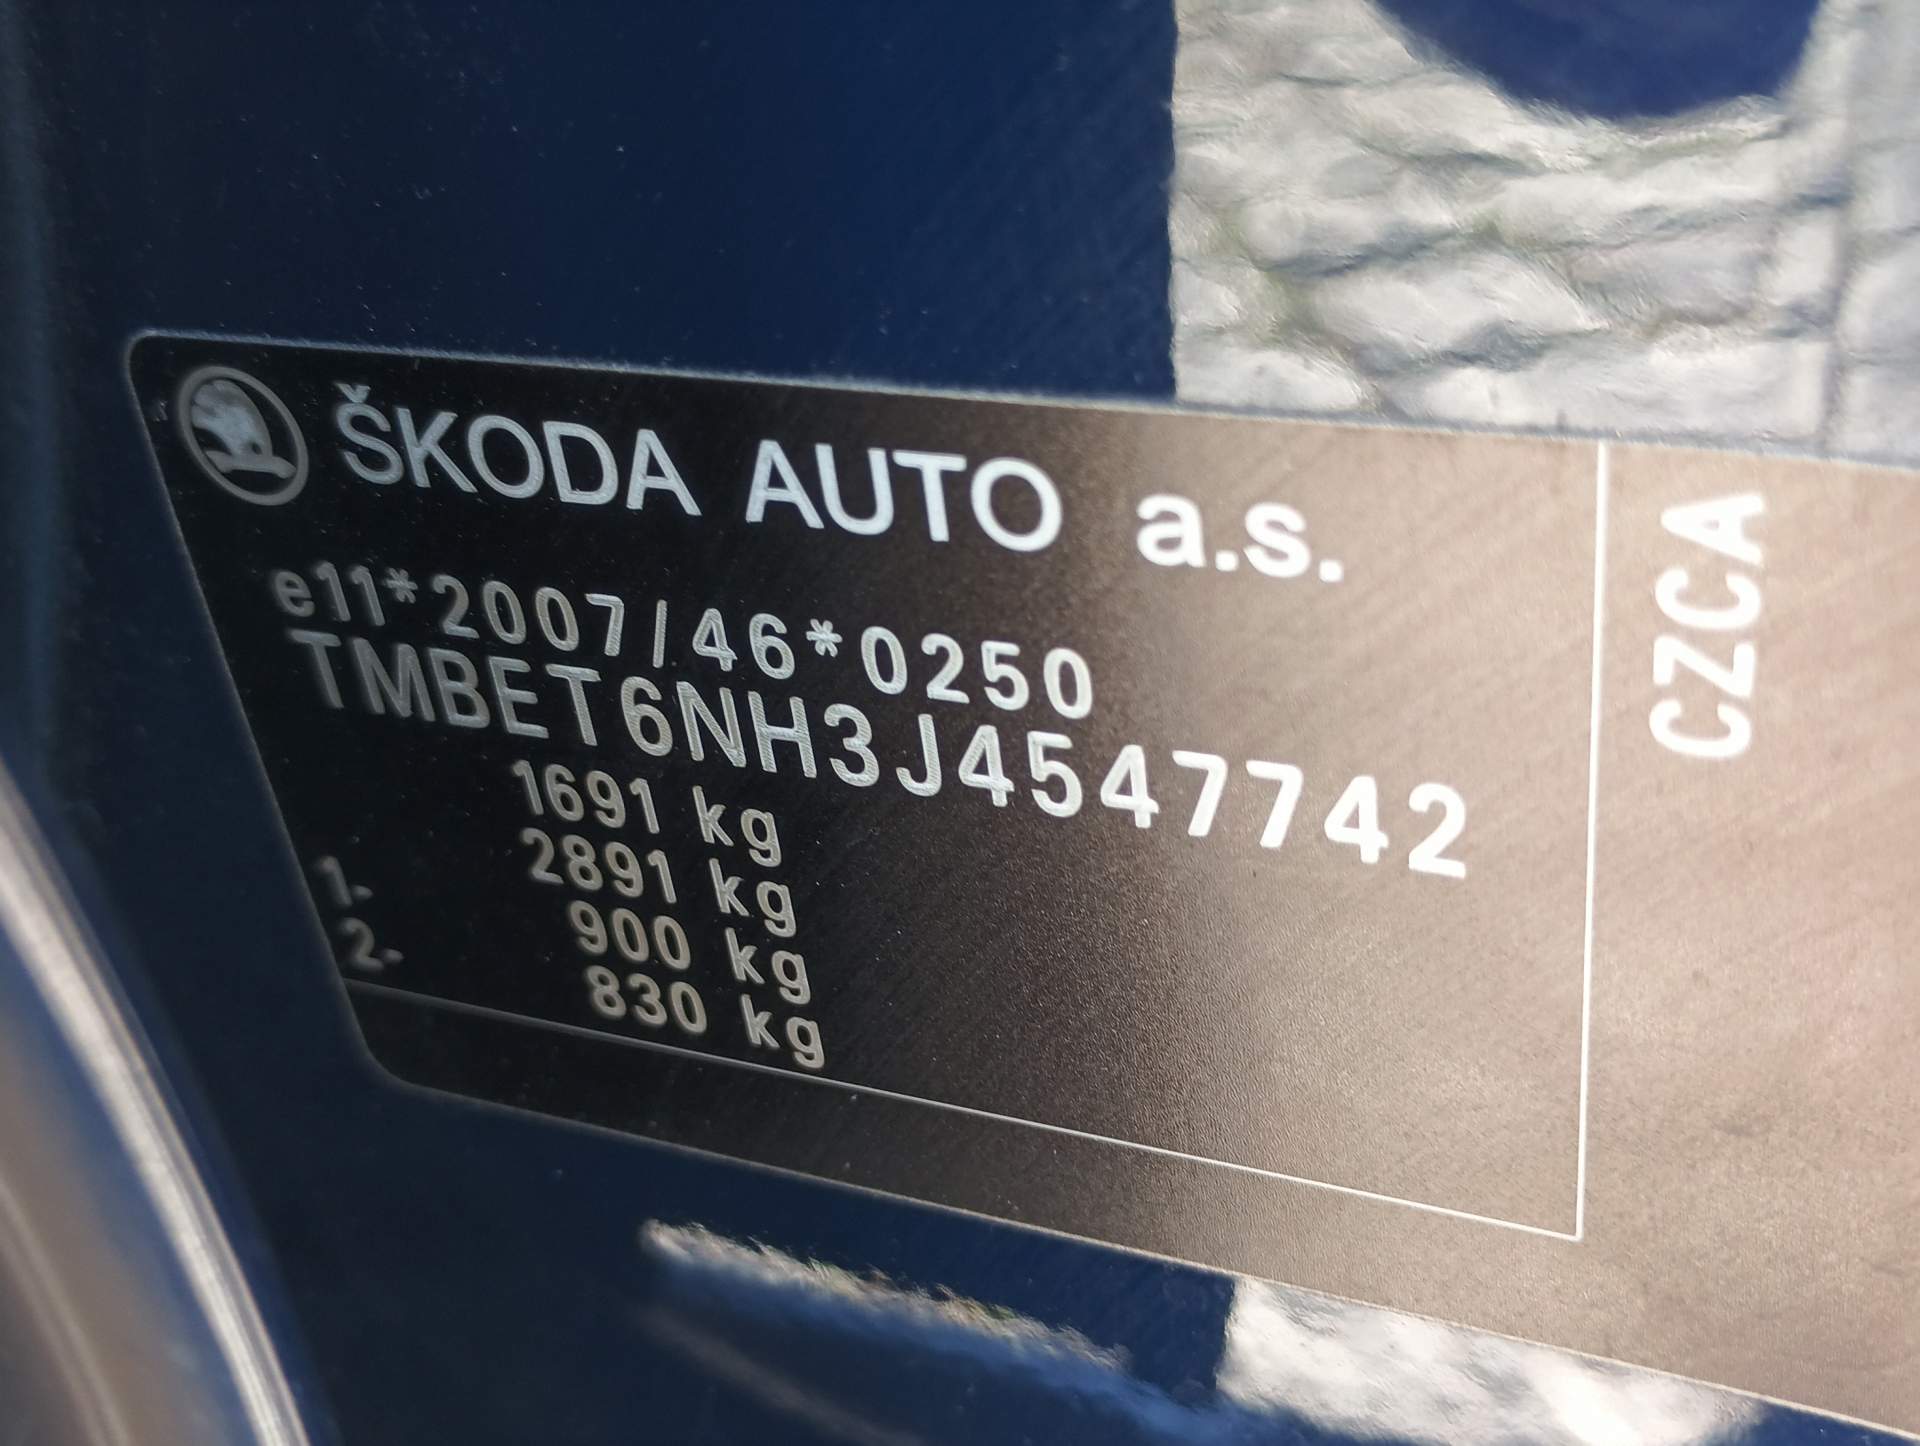 ŠKODA AUTO a.s.
e11*2007/46*0250
TMBET6NH3J4547742
1691 kg
2891 kg
1- 900 kg
2- 830 kg
CZCA